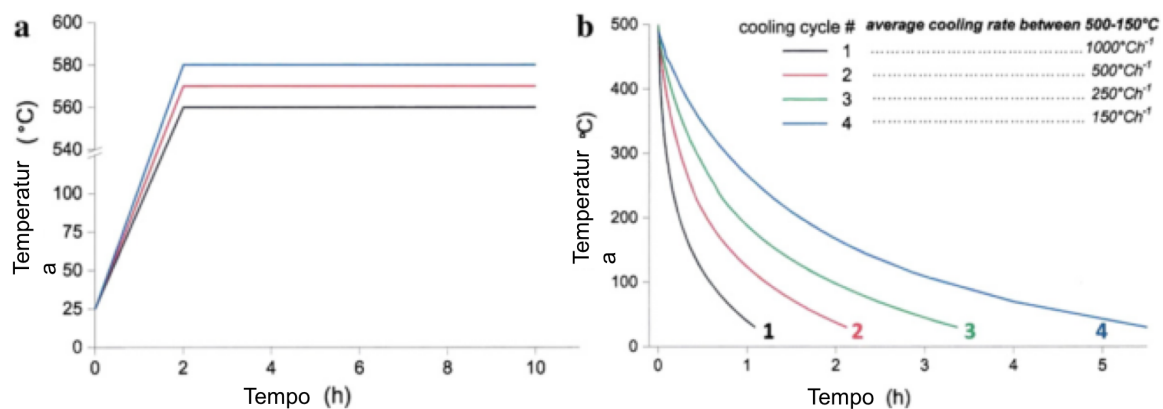 a
600
580
560
540
100
75
50
25
0
Temperatur
a
(°C)
0 2 4 6 8 10
Tempo (h)
b
500
400
300
200
100
0
Temperatur
a
°C)
cooling cycle # average cooling rate between 500-150°C
1 ........................................ 1000°Ch-1
2 ........................................ 500°Ch-1
3 ........................................ 250°Ch-1
4 ........................................ 150°Ch-1
1 2 3 4
0 1 2 3 4 5
Tempo (h)